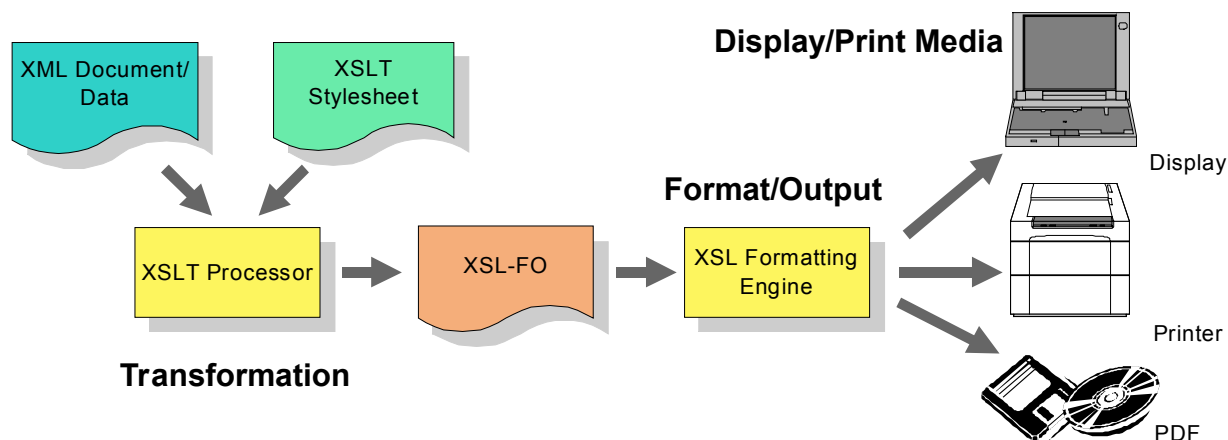 Display/Print Media
XML Document/
Data
XSLT
Stylesheet
Display
Format/Output
XSLT Processor
XSL-FO
XSL Formatting
Engine
Printer
Transformation
PDF